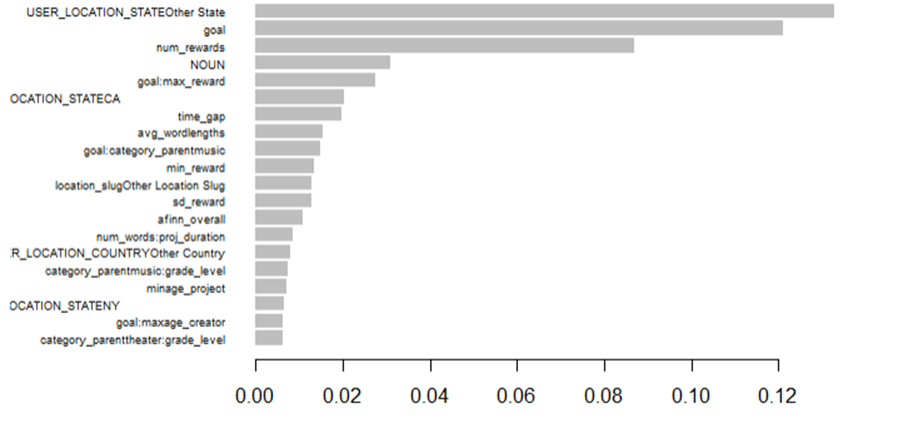 USER_LOCATION_STATEOther State
goal
num_rewards
NOUN
goal:max_reward
OCATION_STATECA
time_gap
avg_wordlengths
goal:category_parentmusic
min_reward
location_slugOther Location Slug
sd_reward
afinn_overall
num_words:proj_duration
R_LOCATION_COUNTRYOther Country
category_parentmusic:grade_level
minage_project
OCATION_STATENY
goal:maxage_creator
category_parenttheater:grade_level
0.00 0.02 0.04 0.06 0.08 0.10 0.12